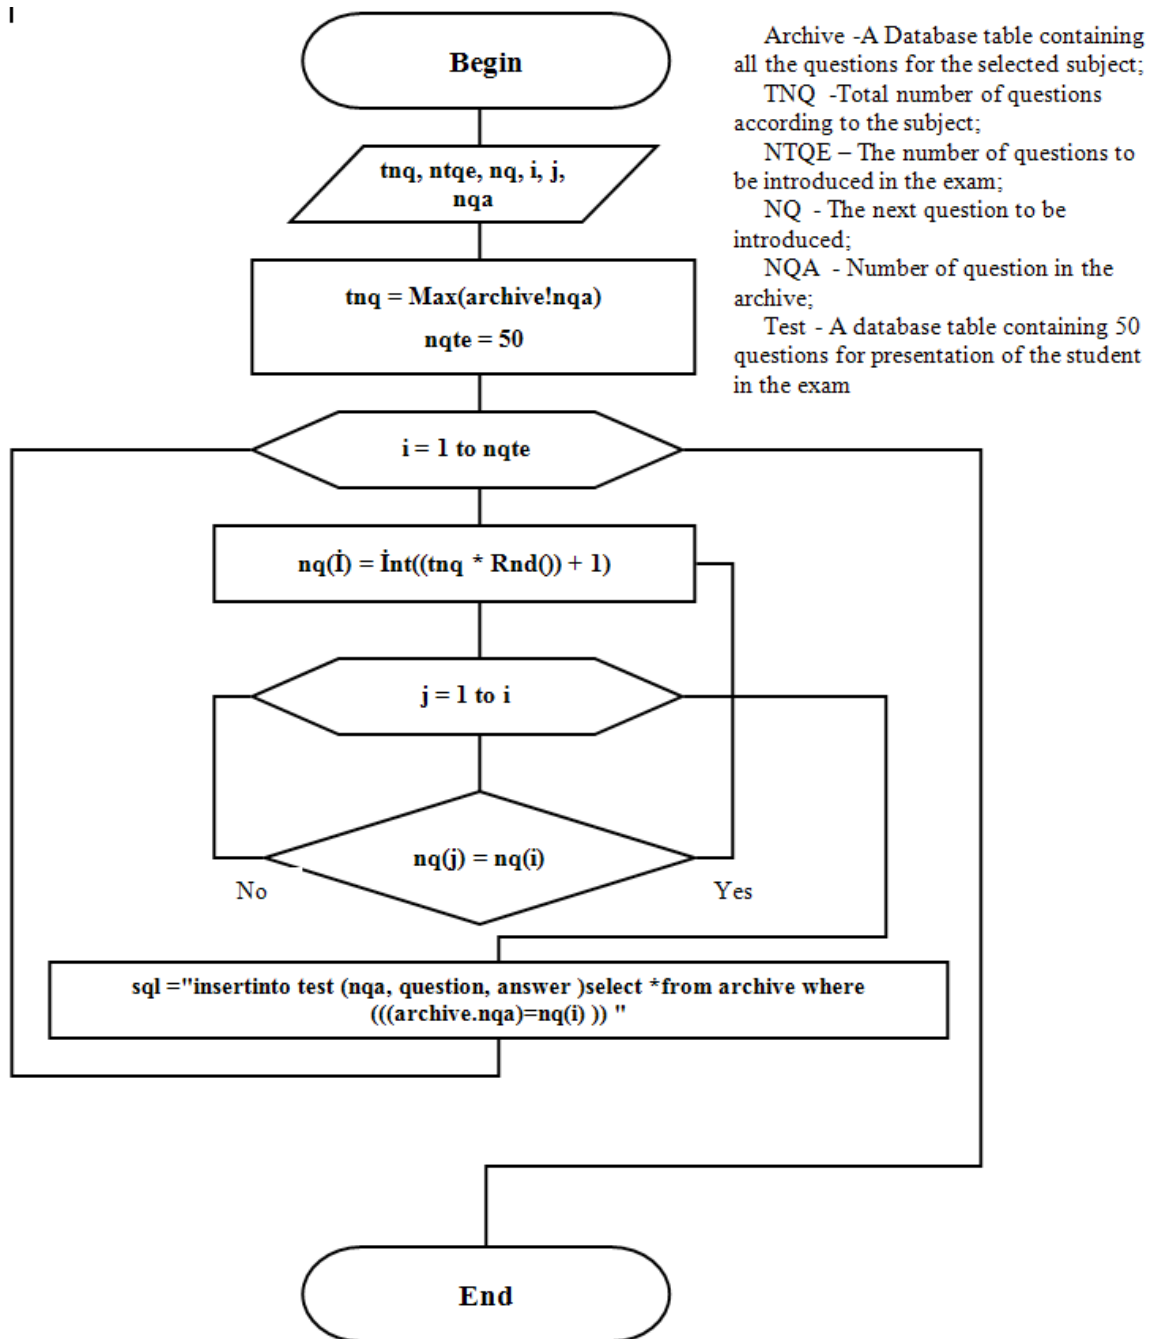 Begin
tnq, ntqe, nq, i, j,
nqa
tnq = Max(archive!nqa)
nqte = 50
i = 1 to nqte
nq(İ) = İnt((tnq * Rnd()) + 1)
j = 1 to i
nq(j) = nq(i)
No
Yes
sql ="insertinto test (nqa, question, answer )select *from archive where
(((archive.nqa)=nq(i) )) "
End
Archive -A Database table containing
all the questions for the selected subject;
TNQ -Total number of questions
according to the subject;
NTQE – The number of questions to
be introduced in the exam;
NQ - The next question to be
introduced;
NQA - Number of question in the
archive;
Test - A database table containing 50
questions for presentation of the student
in the exam